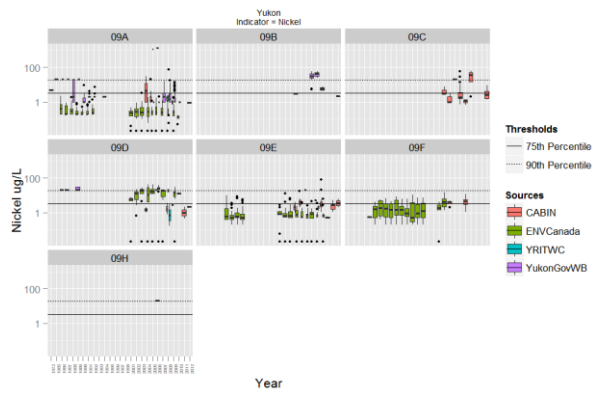 Yukon
Indicator = Nickel
09A
09B
09C
100
1
09D
09E
09F
100
1
09H
100
1
Nickel ug/L
Year
Thresholds
75th Percentile
90th Percentile
Sources
CABIN
ENVCanada
YRITWC
YukonGovWB